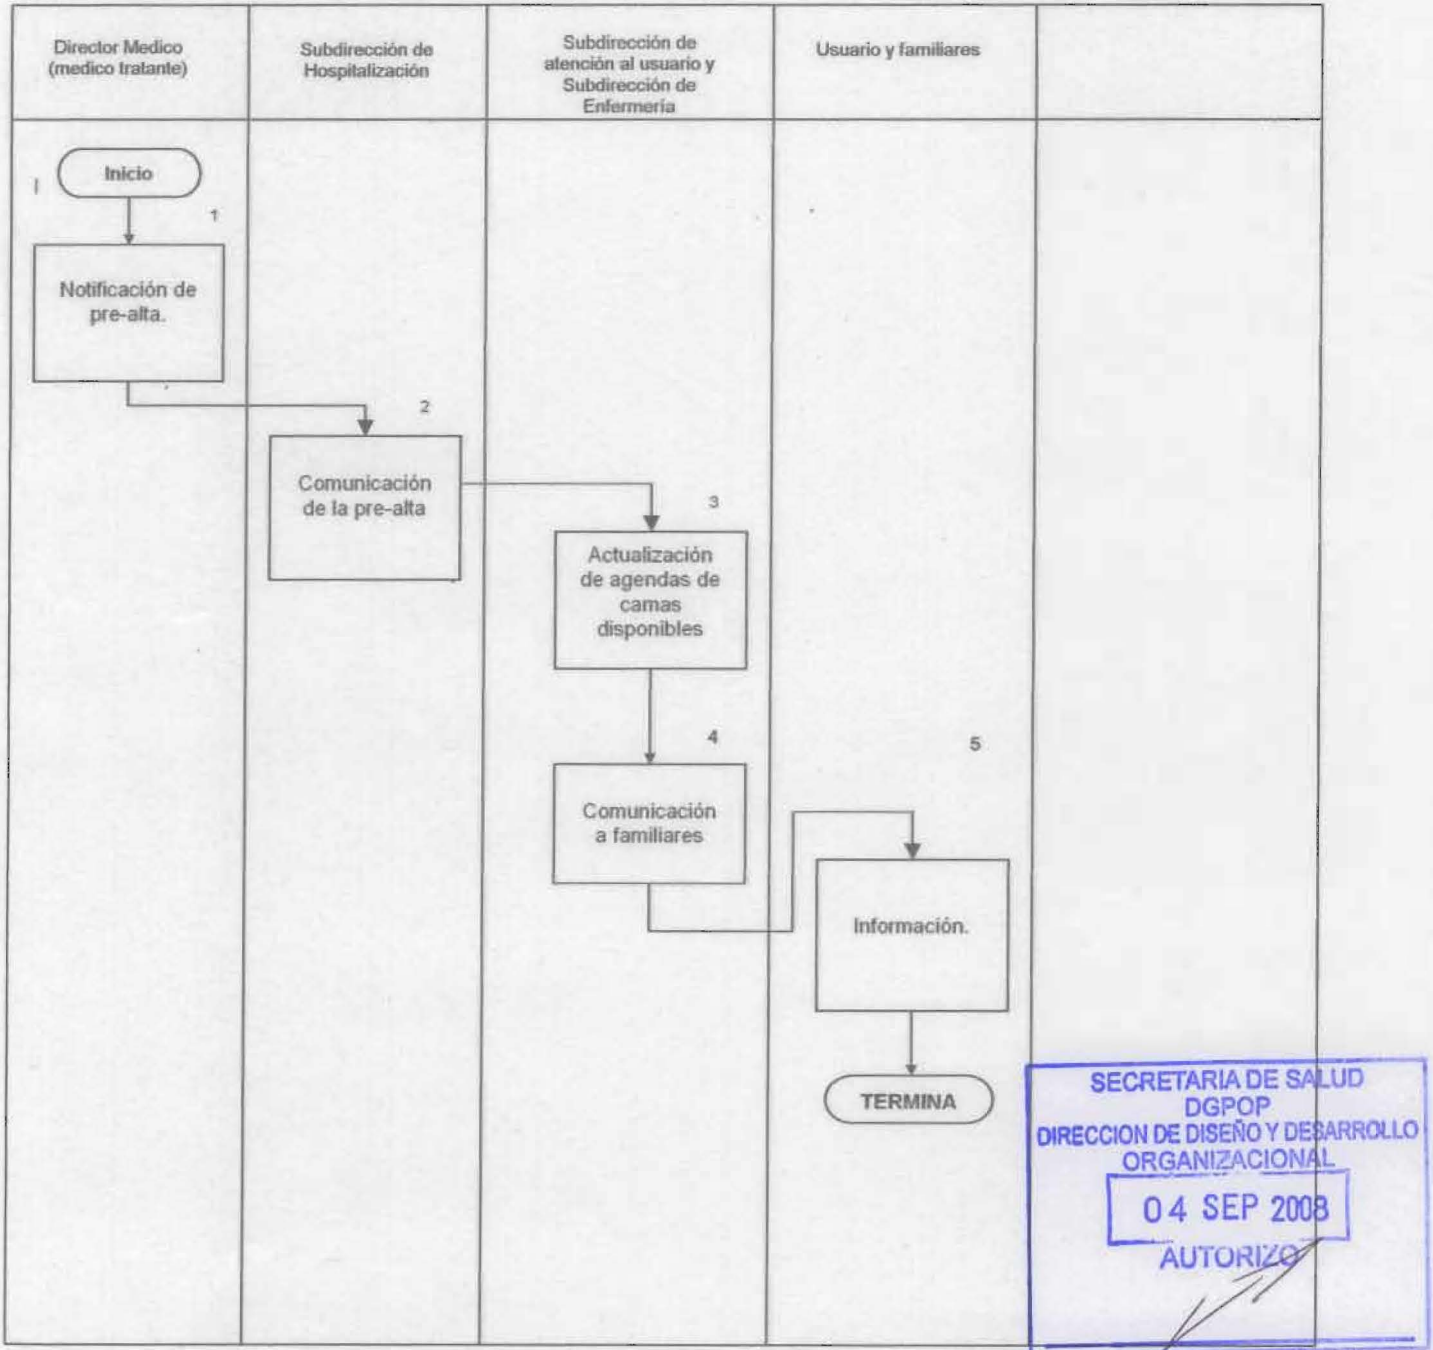 Director Medico
(medico tratante)
Subdirección de
Hospitalización
Subdirección de
atención al usuario y
Subdirección de
Enfermería
Usuario y familiares
Inicio
1
Notificación de
pre-alta.
2
Comunicación
de la pre-alta
3
Actualización
de agendas de
camas
disponibles
4
Comunicación
a familiares
5
Información.
TERMINA
SECRETARIA DE SALUD
DGPOP
DIRECCION DE DISEÑO Y DESARROLLO
ORGANIZACIONAL
04 SEP 2008
AUTORIZO